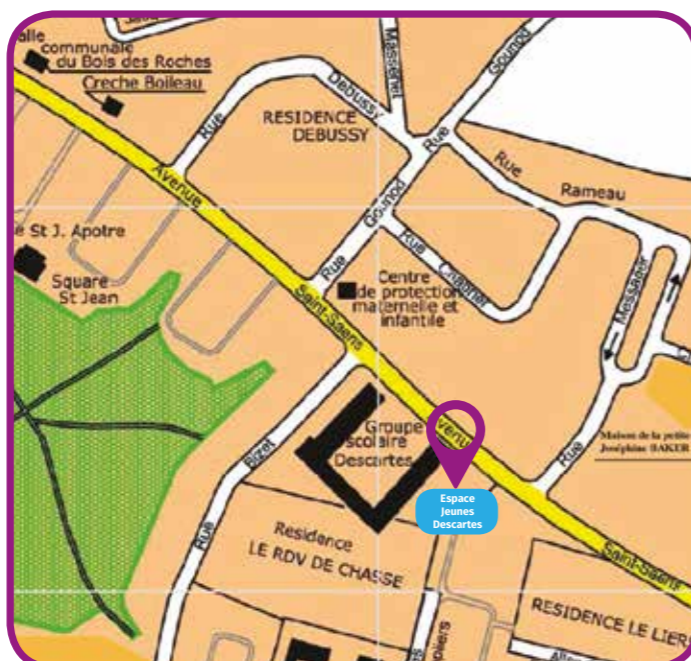 communale
du Bois des Roches
Creche Boileau
RESIDENCE
DEBUSSY
Rue
Debussy
Massenet
Gounod
Rue
Rue
Rameau
Avenue
St J. Apotre
Square
St Jean
Gounod
Rue
Rue
Centre
de protection
maternelle et
infantile
Messager
Saint-Saens
Groupe
scolaire
Descartes
Bizet
Rue
Rue
Maison de la petite
Joséphine BAKER
Espace
Jeunes
Descartes
Residence
LE RDV DE CHASSE
Saint-Saens
RESIDENCE LE LIER